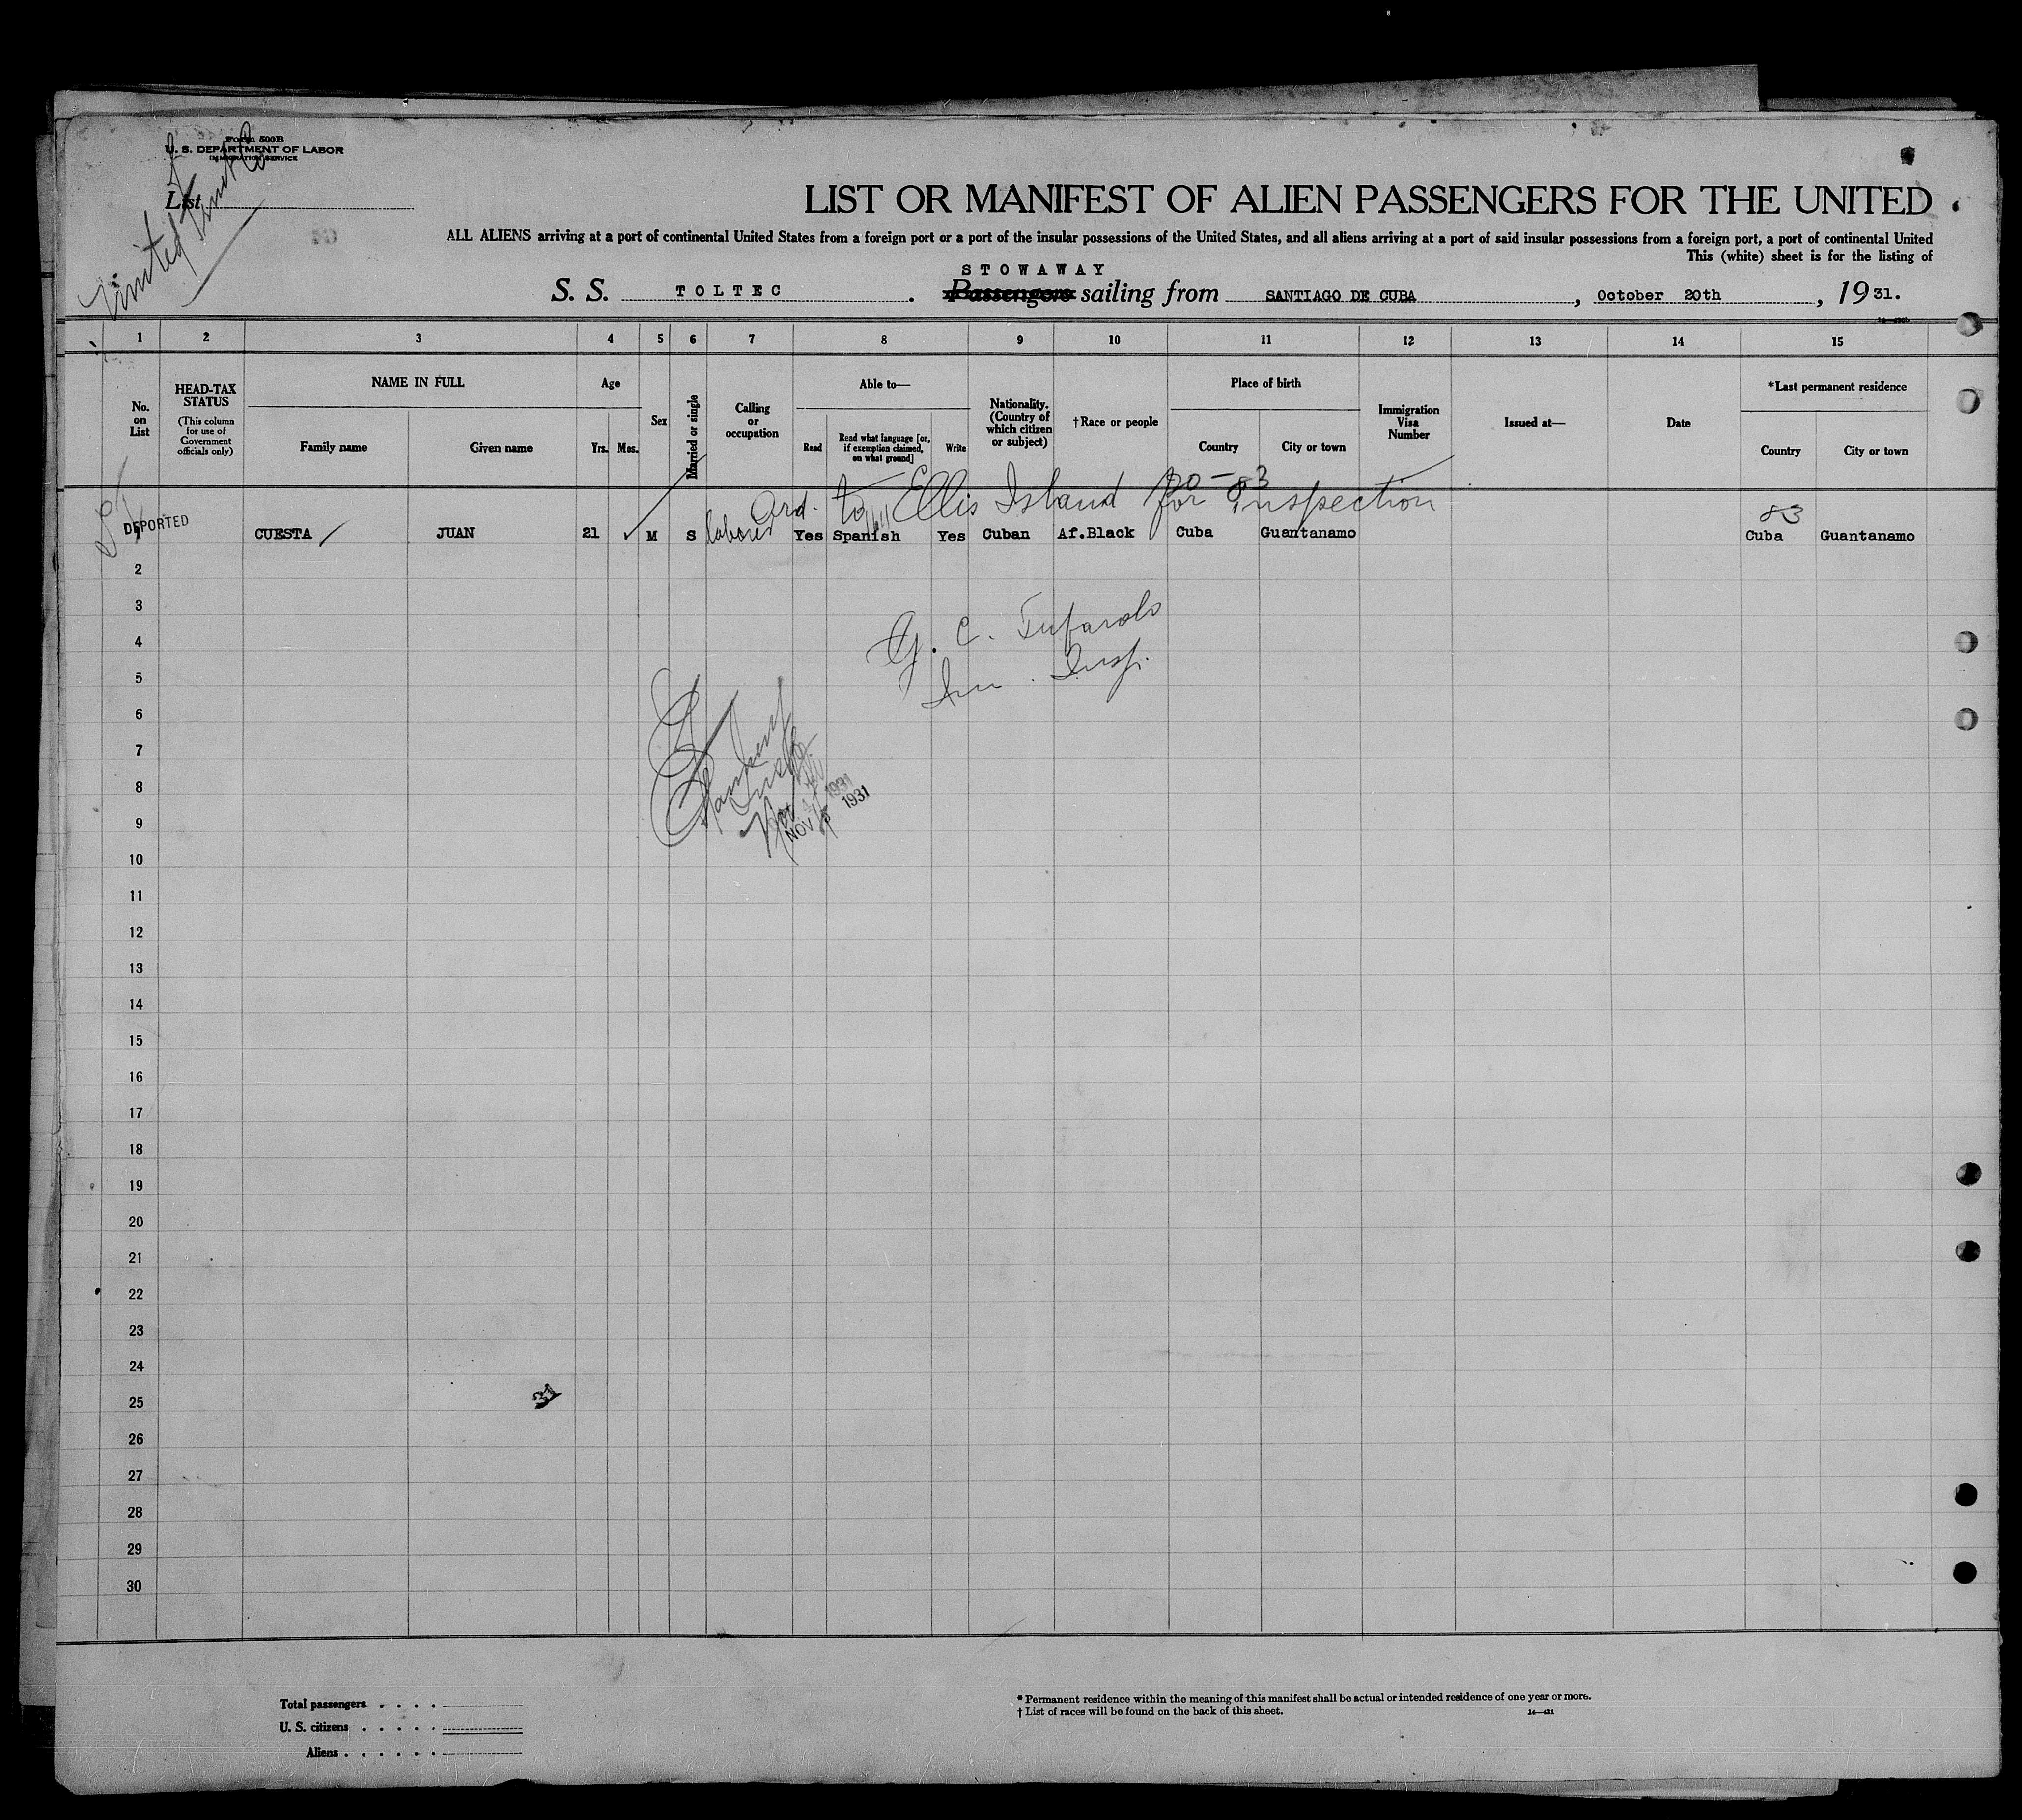 Form 500B
U. S. DEPARTMENT OF LABOR
IMMIGRATION SERVICE
List
United Fruit Co
LIST OR MANIFEST OF ALIEN PASSENGERS FOR THE UNITED
ALL ALIENS arriving at a port of continental United States from a foreign port or a port of the insular possessions of the United States, and all aliens arriving at a port of said insular possessions from a foreign port, a port of continental United
This (white) sheet is for the listing of
STOWAWAY
S. S. TOLTEC . Passengers sailing from SANTIAGO DE CUBA , October 20th , 19 31.
1 2 3 4 5 6 7 8 9 10 11 12 13 14 15
No. on List
HEAD-TAX STATUS
(This column for use of Government officials only)
NAME IN FULL
Family name Given name
Age
Yrs. Mos.
Sex
Married or single
Calling or occupation
Able to—
Read Read what language [or, if exemption claimed, on what ground] Write
Nationality. (Country of which citizen or subject)
†Race or people
Place of birth
Country City or town
Immigration Visa Number
Issued at—
Date
*Last permanent residence
Country City or town
Ord. to Ellis Island for inspection
83
DEPORTED
1 CUESTA JUAN 21 M S laborer Yes Spanish Yes Cuban Af.Black Cuba Guantanamo Cuba Guantanamo
2
3
4
5
6
7
8
9
10
11
12
13
14
15
16
17
18
19
20
21
22
23
24
25
26
27
28
29
30
G. C.
Im. Insp.
1931
NOV 1931
Total passengers
U. S. citizens
Aliens
* Permanent residence within the meaning of this manifest shall be actual or intended residence of one year or more.
† List of races will be found on the back of this sheet.